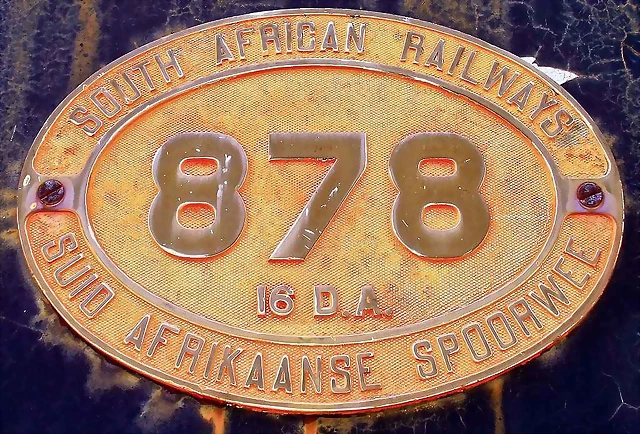 SOUTH AFRICAN RAILWAYS
878
16 D.A.
SUID AFRIKAANSE SPOORWEE